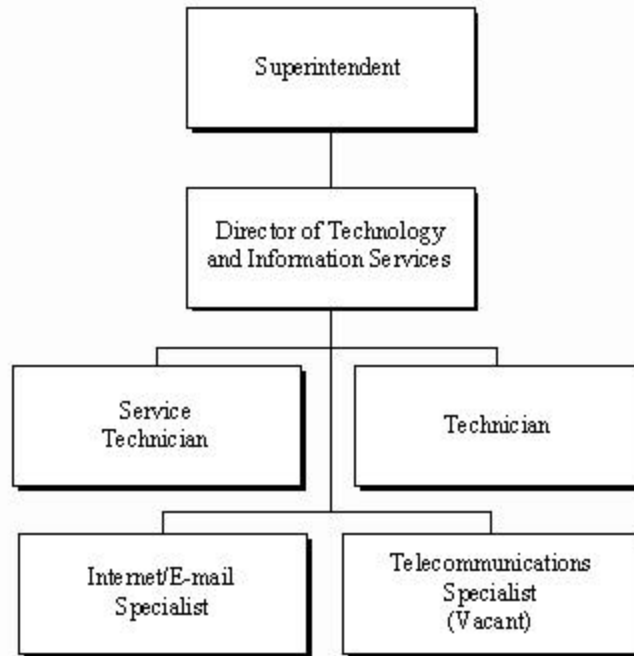 Superintendent
Director of Technology
and Information Services
Service
Technician
Technician
Internet/E-mail
Specialist
Telecommunications
Specialist
(Vacant)